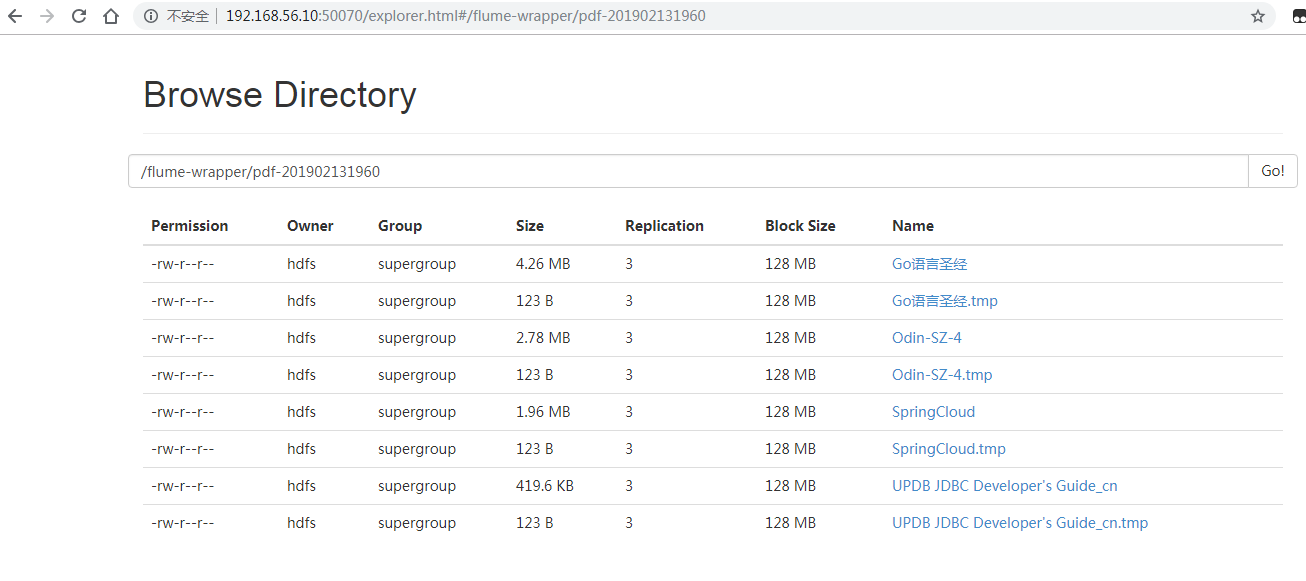 不安全 | 192.168.56.10:50070/explorer.html#/flume-wrapper/pdf-201902131960
Browse Directory
/flume-wrapper/pdf-201902131960 Go!
Permission Owner Group Size Replication Block Size Name
-rw-r--r-- hdfs supergroup 4.26 MB 3 128 MB Go语言圣经
-rw-r--r-- hdfs supergroup 123 B 3 128 MB Go语言圣经.tmp
-rw-r--r-- hdfs supergroup 2.78 MB 3 128 MB Odin-SZ-4
-rw-r--r-- hdfs supergroup 123 B 3 128 MB Odin-SZ-4.tmp
-rw-r--r-- hdfs supergroup 1.96 MB 3 128 MB SpringCloud
-rw-r--r-- hdfs supergroup 123 B 3 128 MB SpringCloud.tmp
-rw-r--r-- hdfs supergroup 419.6 KB 3 128 MB UPDB JDBC Developer's Guide_cn
-rw-r--r-- hdfs supergroup 123 B 3 128 MB UPDB JDBC Developer's Guide_cn.tmp